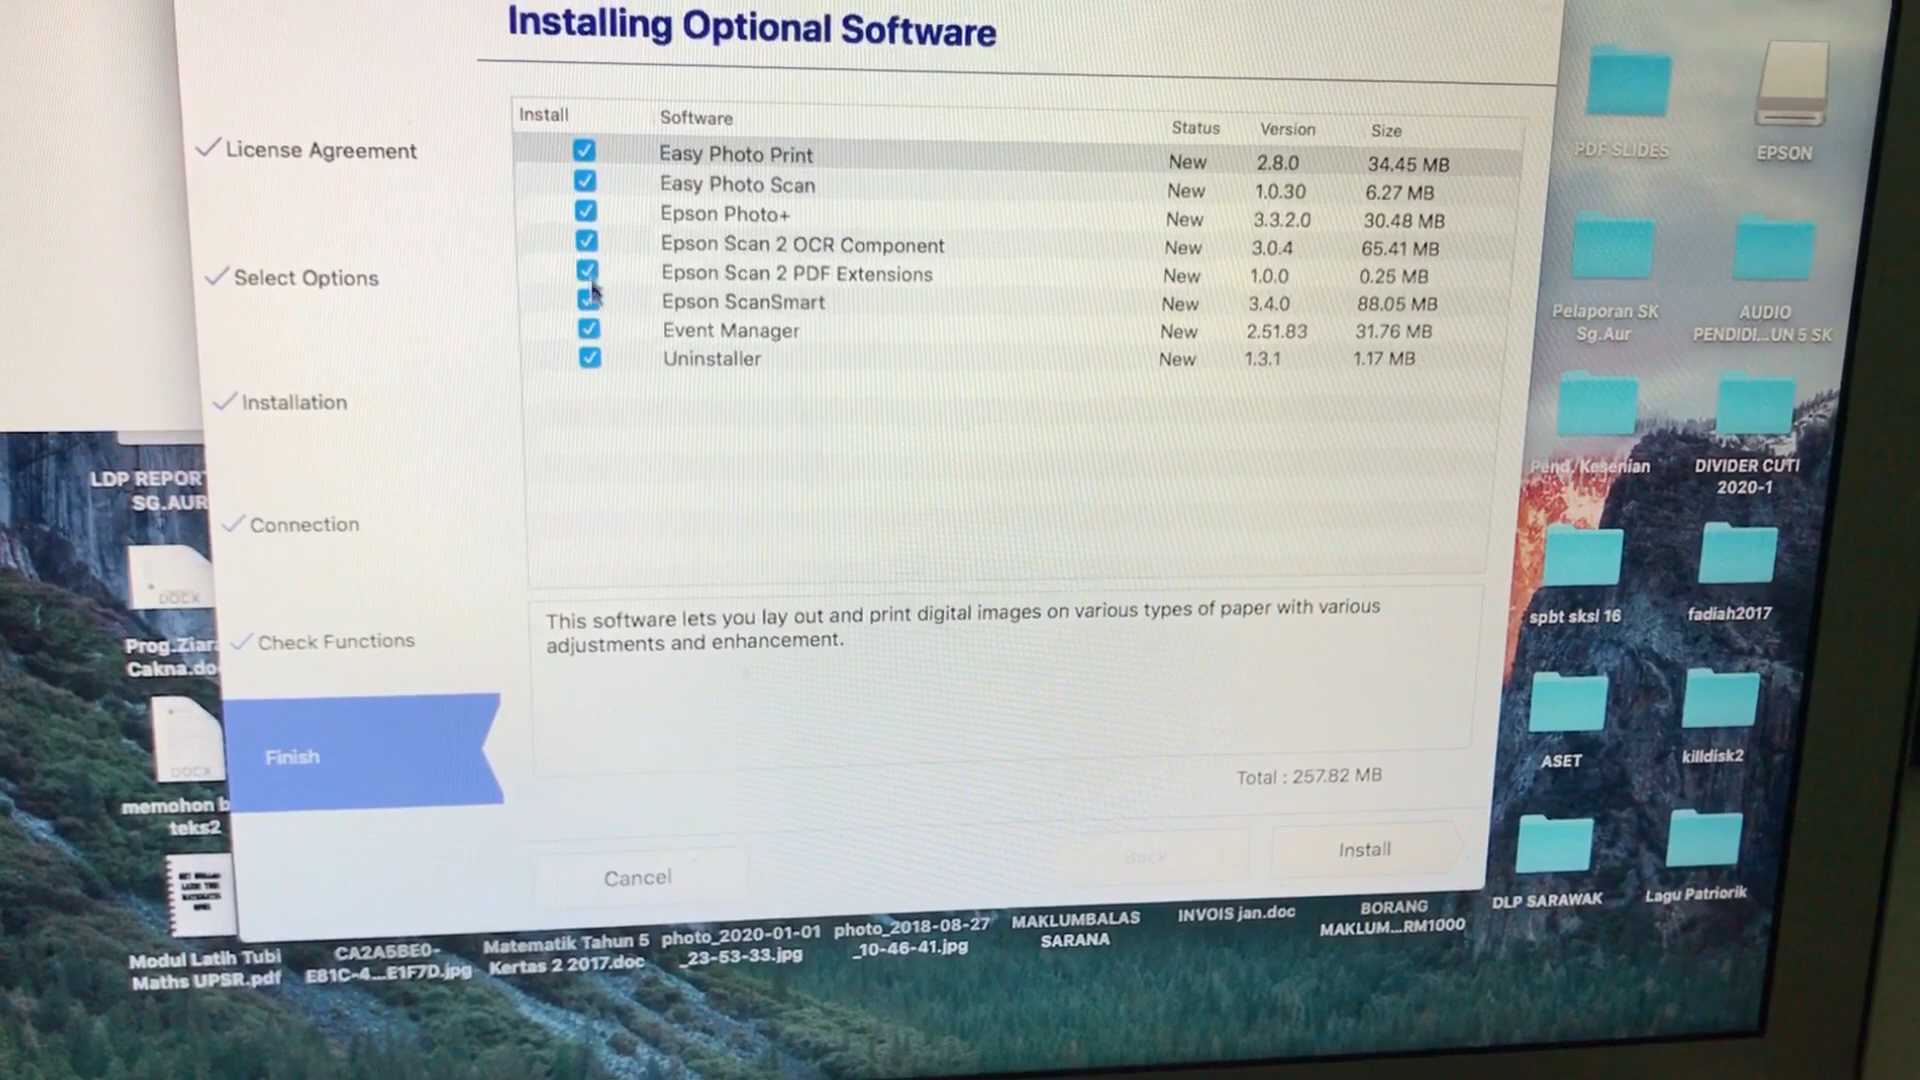 Installing Optional Software
License Agreement
Select Options
Installation
Connection
Check Functions
Finish
Install Software Status Version Size
Easy Photo Print New 2.8.0 34.45 MB
Easy Photo Scan New 1.0.30 6.27 MB
Epson Photo+ New 3.3.2.0 30.48 MB
Epson Scan 2 OCR Component New 3.0.4 65.41 MB
Epson Scan 2 PDF Extensions New 1.0.0 0.25 MB
Epson ScanSmart New 3.4.0 88.05 MB
Event Manager New 2.51.83 31.76 MB
Uninstaller New 1.3.1 1.17 MB
This software lets you lay out and print digital images on various types of paper with various
adjustments and enhancement.
Total : 257.82 MB
Cancel
Back
Install
PDF SLIDES
EPSON
Pelaporan SK
Sg.Aur
AUDIO
PENDIDI...UN 5 SK
Pend.Kesenian
DIVIDER CUTI
2020-1
spbt sksl 16
fadiah2017
ASET
killdisk2
DLP SARAWAK
Lagu Patriorik
LDP REPORT
SG.AUR
DOCX
Prog.Ziar
Cakna.do
DOCX
memohon b
teks2
Modul Latih Tubi
Maths UPSR.pdf
CA2A5BE0-
E81C-4...E1F7D.jpg
Matematik Tahun 5
Kertas 2 2017.doc
photo_2020-01-01
_23-53-33.jpg
photo_2018-08-27
_10-46-41.jpg
MAKLUMBALAS
SARANA
INVOIS jan.doc
BORANG
MAKLUM...RM1000